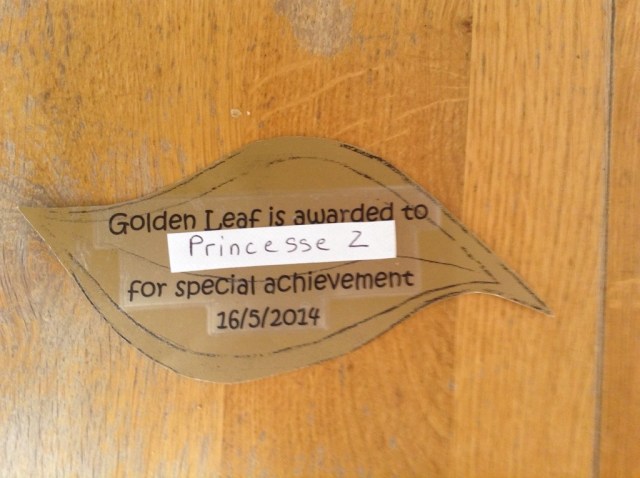 Golden Leaf is awarded to
Princesse Z
for special achievement
16/5/2014